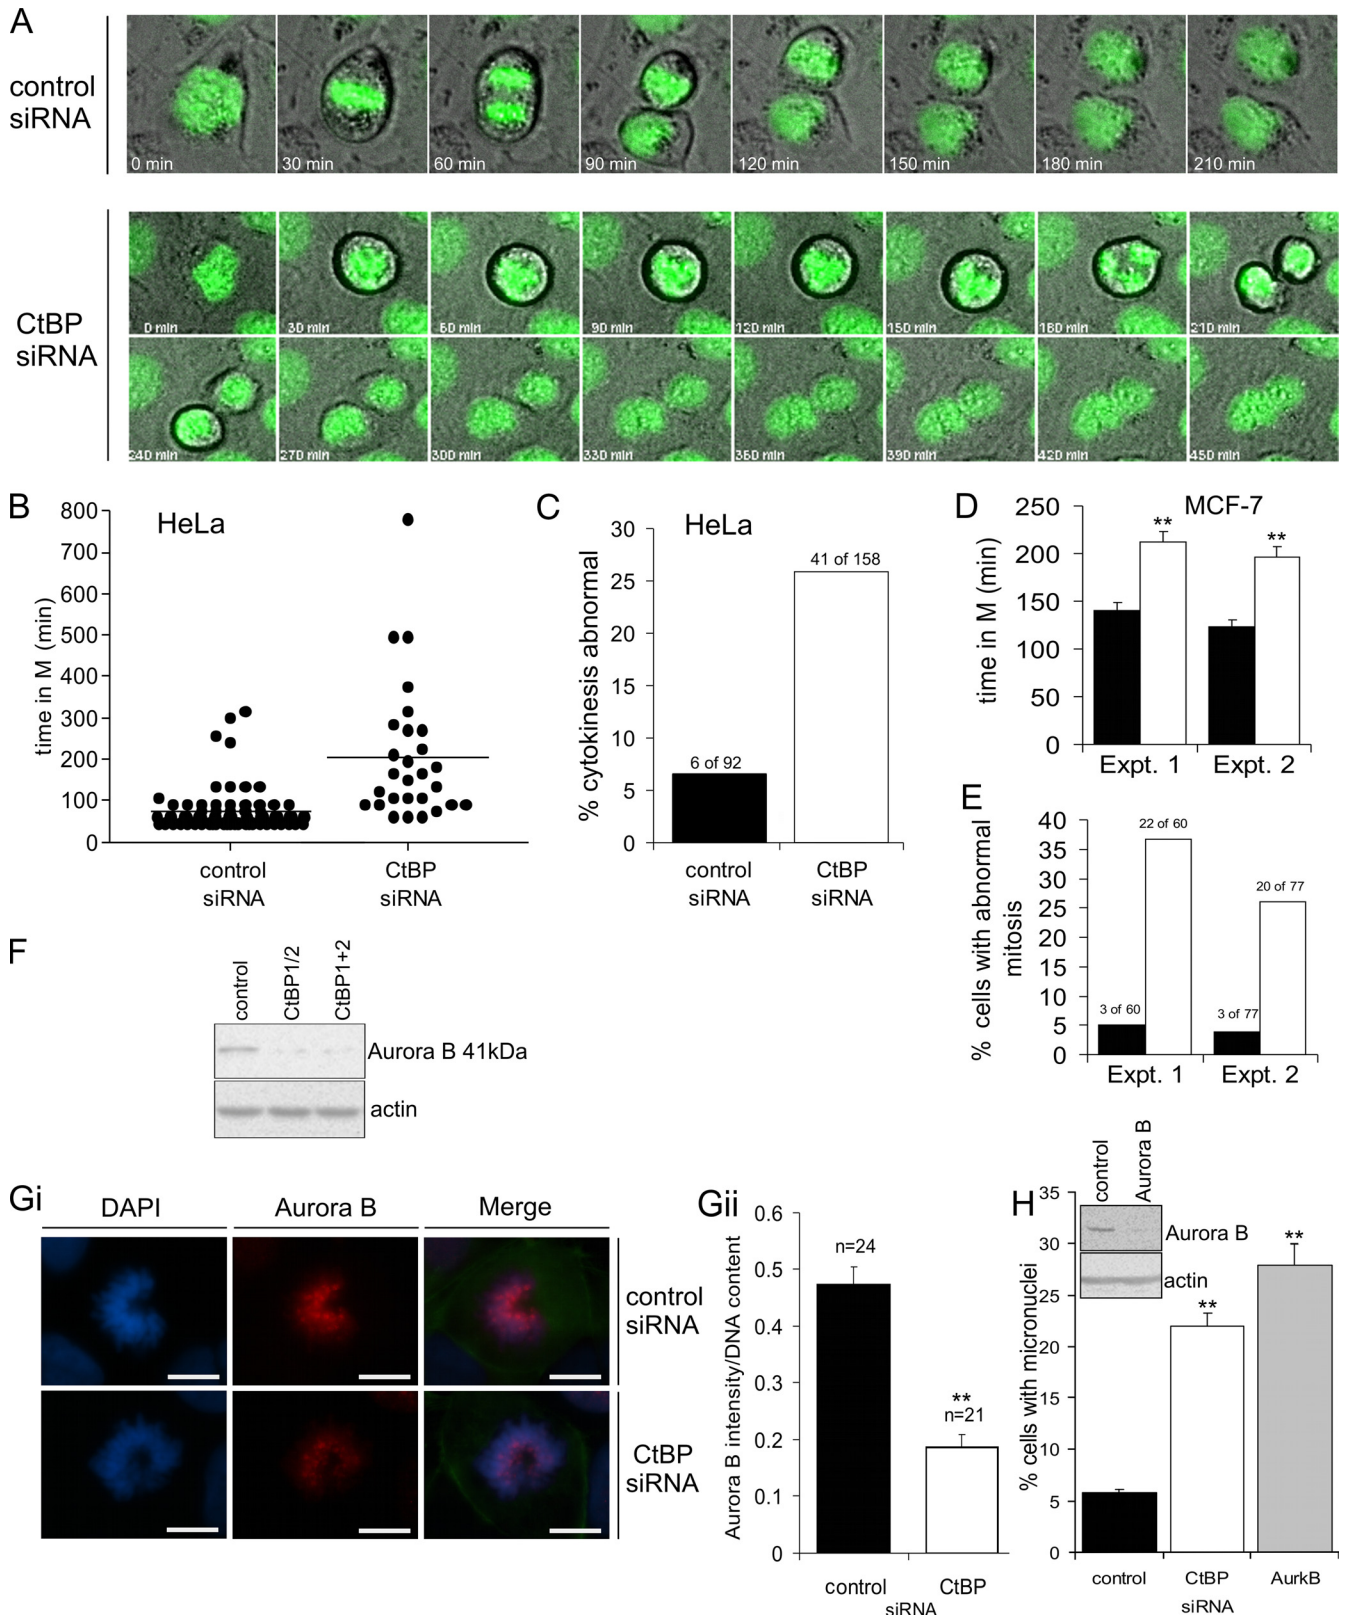 A
control
siRNA
0 min
30 min
60 min
90 min
120 min
150 min
180 min
210 min
CtBP
siRNA
0 min
30 min
60 min
90 min
120 min
150 min
180 min
210 min
240 min
270 min
300 min
330 min
360 min
390 min
420 min
450 min
B
HeLa
time in M (min)
800
700
600
500
400
300
200
100
0
control
siRNA
CtBP
siRNA
C
HeLa
% cytokinesis abnormal
30
25
20
15
10
5
0
6 of 92
41 of 158
control
siRNA
CtBP
siRNA
D
MCF-7
time in M (min)
250
200
150
100
50
0
**
**
Expt. 1
Expt. 2
E
% cells with abnormal
mitosis
40
35
30
25
20
15
10
5
0
3 of 60
22 of 60
3 of 77
20 of 77
Expt. 1
Expt. 2
F
control
CtBP1/2
CtBP1+2
Aurora B 41kDa
actin
Gi
DAPI
Aurora B
Merge
control
siRNA
CtBP
siRNA
Gii
Aurora B intensity/DNA content
0.6
0.5
0.4
0.3
0.2
0.1
0
n=24
**
n=21
control
CtBP
siRNA
H
control
Aurora B
Aurora B
actin
% cells with micronuclei
35
30
25
20
15
10
5
0
**
**
control
CtBP
AurkB
siRNA